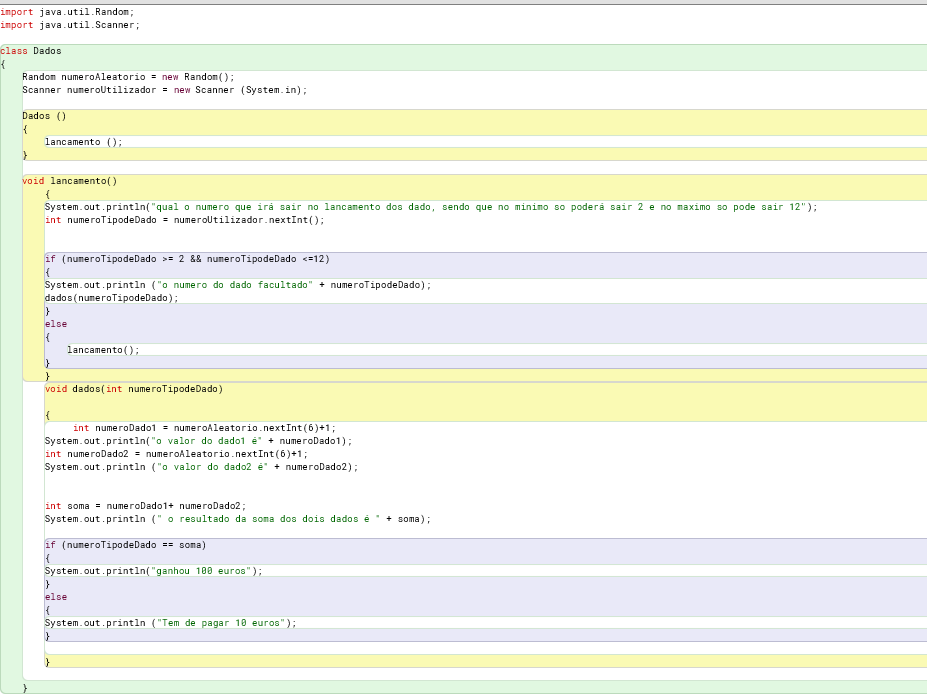 import java.util.Random;
import java.util.Scanner;
class Dados
{
Random numeroAleatorio = new Random();
Scanner numeroUtilizador = new Scanner (System.in);
Dados ()
{
lancamento ();
}
void lancamento()
{
System.out.println("qual o numero que irá sair no lancamento dos dado, sendo que no minimo so poderá sair 2 e no maximo so pode sair 12");
int numeroTipodeDado = numeroUtilizador.nextInt();
if (numeroTipodeDado >= 2 && numeroTipodeDado <=12)
{
System.out.println ("o numero do dado facultado" + numeroTipodeDado);
dados(numeroTipodeDado);
}
else
{
lancamento();
}
}
void dados(int numeroTipodeDado)
{
int numeroDado1 = numeroAleatorio.nextInt(6)+1;
System.out.println("o valor do dado1 é" + numeroDado1);
int numeroDado2 = numeroAleatorio.nextInt(6)+1;
System.out.println ("o valor do dado2 é" + numeroDado2);
int soma = numeroDado1+ numeroDado2;
System.out.println (" o resultado da soma dos dois dados é " + soma);
if (numeroTipodeDado == soma)
{
System.out.println("ganhou 100 euros");
}
else
{
System.out.println ("Tem de pagar 10 euros");
}
}
}